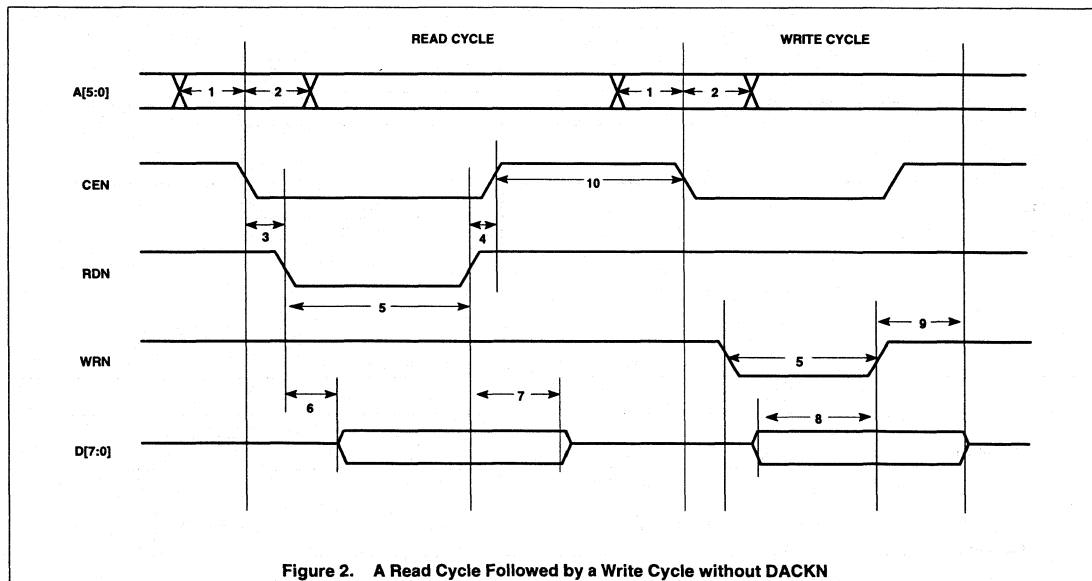 READ CYCLE WRITE CYCLE
A[5:0] 1 2 1 2
CEN 10
3 4
RDN
5
9
WRN 5
6 7
8
D[7:0]
Figure 2. A Read Cycle Followed by a Write Cycle without DACKN